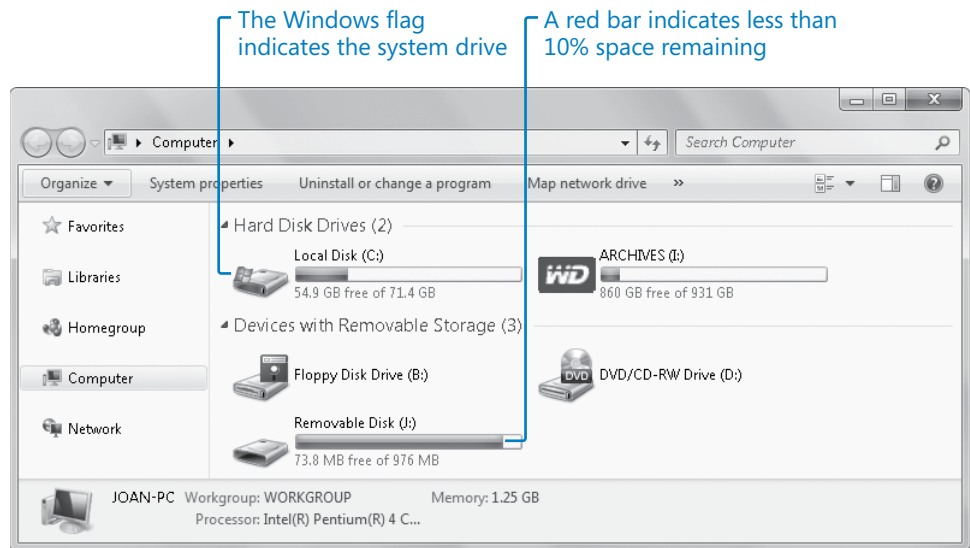 The Windows flag
indicates the system drive
A red bar indicates less than
10% space remaining
Computer
Search Computer
Organize
System properties
Uninstall or change a program
Map network drive
»
Favorites
Libraries
Homegroup
Computer
Network
Hard Disk Drives (2)
Local Disk (C:)
54.9 GB free of 71.4 GB
WD
ARCHIVES (I:)
860 GB free of 931 GB
Devices with Removable Storage (3)
Floppy Disk Drive (B:)
DVD
DVD/CD-RW Drive (D:)
Removable Disk (J:)
73.8 MB free of 976 MB
JOAN-PC Workgroup: WORKGROUP Memory: 1.25 GB
Processor: Intel(R) Pentium(R) 4 C...